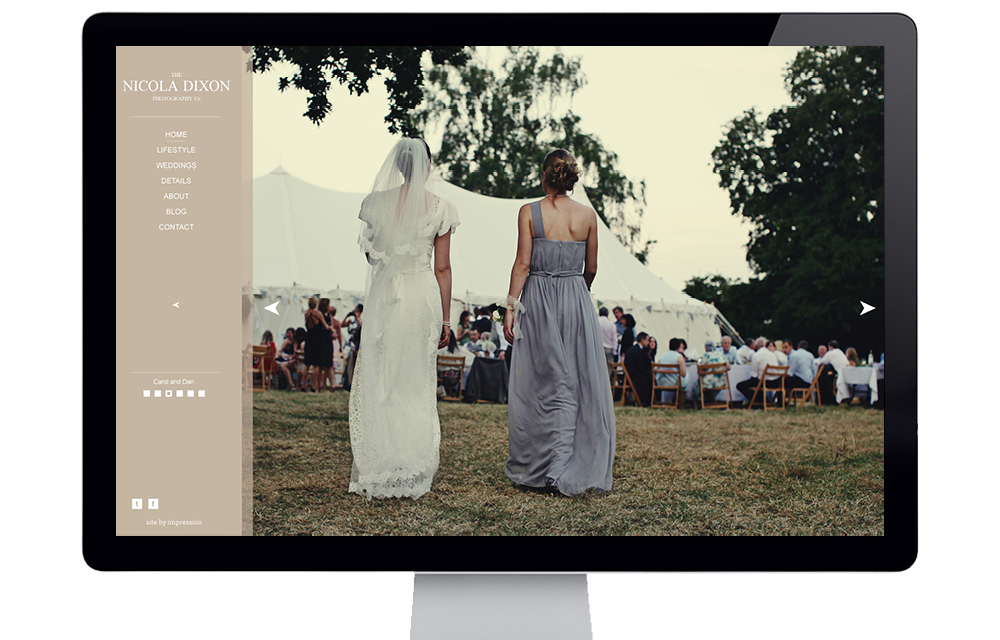 THE
NICOLA DIXON
PHOTOGRAPHY Co
HOME
LIFESTYLE
WEDDINGS
DETAILS
ABOUT
BLOG
CONTACT
Carol and Dan
t f
site by impression